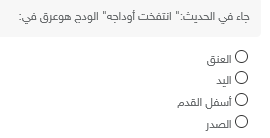 جاء في الحديث:" انتفخت أوداجه" الودج هوعرق في:
العنق
اليد
أسفل القدم
الصدر